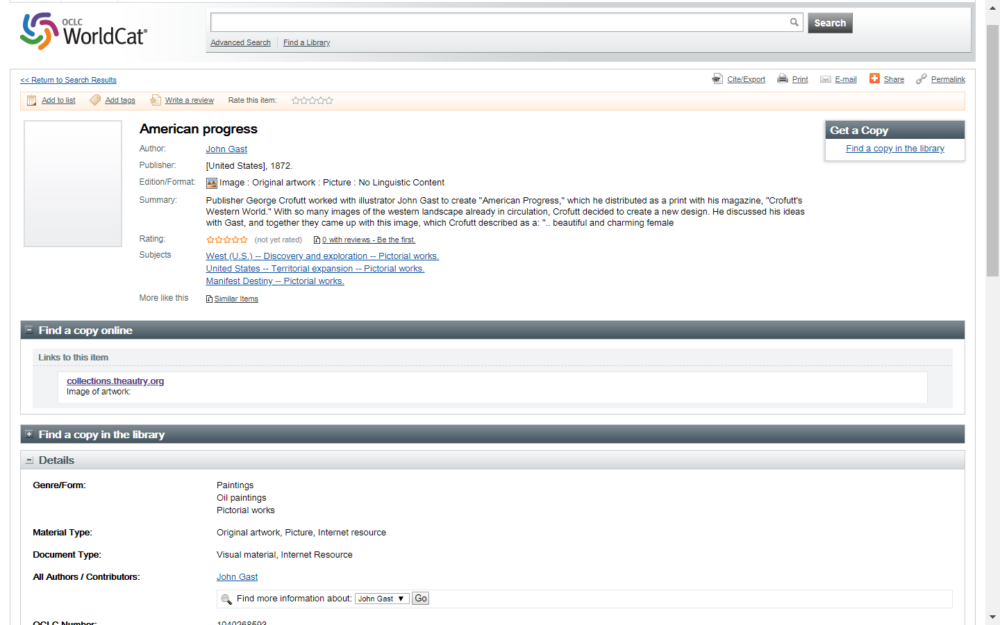 OCLC
WorldCat®
Search
Advanced Search
Find a Library
<< Return to Search Results
Cite/Export
Print
E-mail
Share
Permalink
Add to list
Add tags
Write a review
Rate this item:
American progress
Get a Copy
Find a copy in the library
Author: John Gast
Publisher: [United States], 1872.
Edition/Format: Image : Original artwork : Picture : No Linguistic Content
Summary: Publisher George Crofutt worked with illustrator John Gast to create "American Progress," which he distributed as a print with his magazine, "Crofutt's
Western World." With so many images of the western landscape already in circulation, Crofutt decided to create a new design. He discussed his ideas
with Gast, and together they came up with this image, which Crofutt described as a: ".. beautiful and charming female
Rating: (not yet rated) 0 with reviews - Be the first.
Subjects West (U.S.) -- Discovery and exploration -- Pictorial works.
United States -- Territorial expansion -- Pictorial works.
Manifest Destiny -- Pictorial works.
More like this Similar Items
Find a copy online
Links to this item
collections.theautry.org
Image of artwork:
Find a copy in the library
Details
Genre/Form: Paintings
Oil paintings
Pictorial works
Material Type: Original artwork, Picture, Internet resource
Document Type: Visual material, Internet Resource
All Authors / Contributors: John Gast
Find more information about: John Gast ▼ Go
OCLC Number: 1040268593